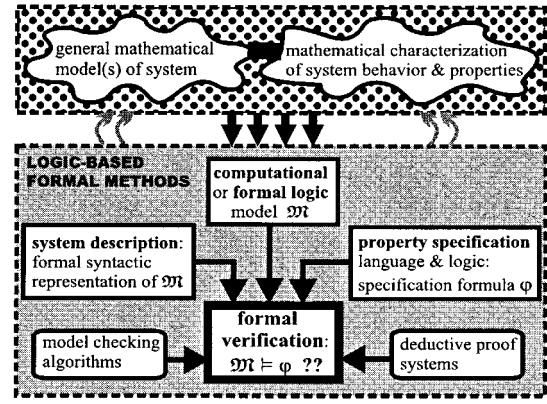 general mathematical
model(s) of system
mathematical characterization
of system behavior & properties
LOGIC-BASED
FORMAL METHODS
computational
or formal logic
model 𝔐
system description:
formal syntactic
representation of 𝔐
property specification
language & logic:
specification formula φ
formal
verification:
𝔐 ⊨ φ ??
model checking
algorithms
deductive proof
systems